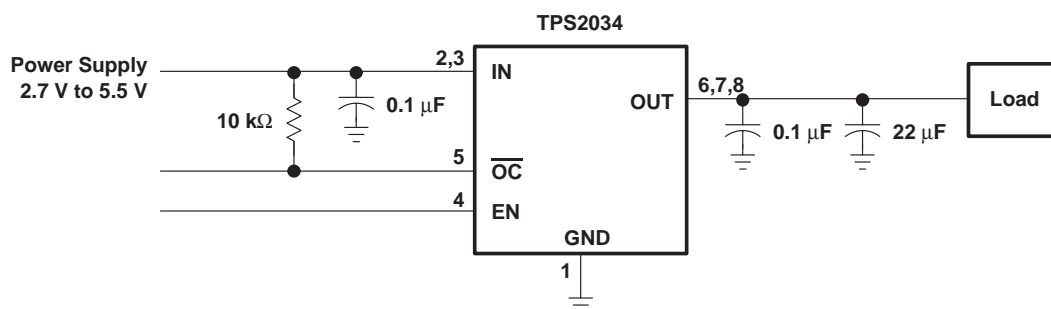 TPS2034
Power Supply
2.7 V to 5.5 V
2,3
IN
10 kΩ
0.1 μF
5
O̅C̅
4
EN
GND
1
OUT
6,7,8
0.1 μF
22 μF
Load